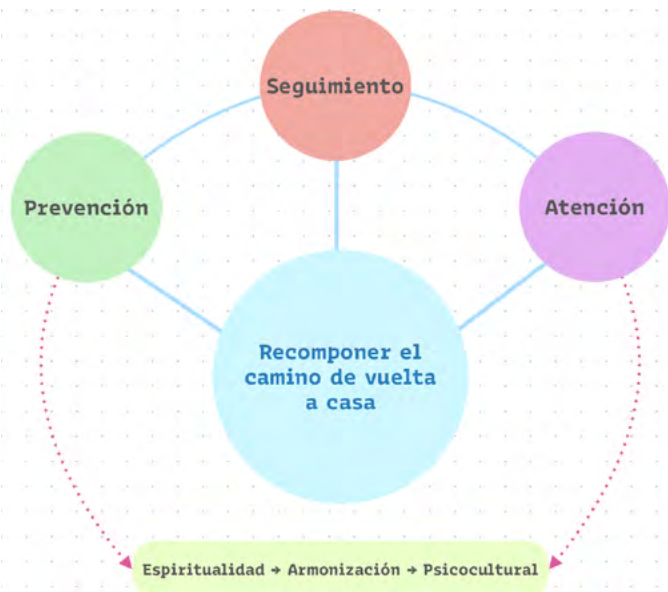 Seguimiento
Prevención
Atención
Recomponer el
camino de vuelta
a casa
Espiritualidad → Armonización → Psicocultural